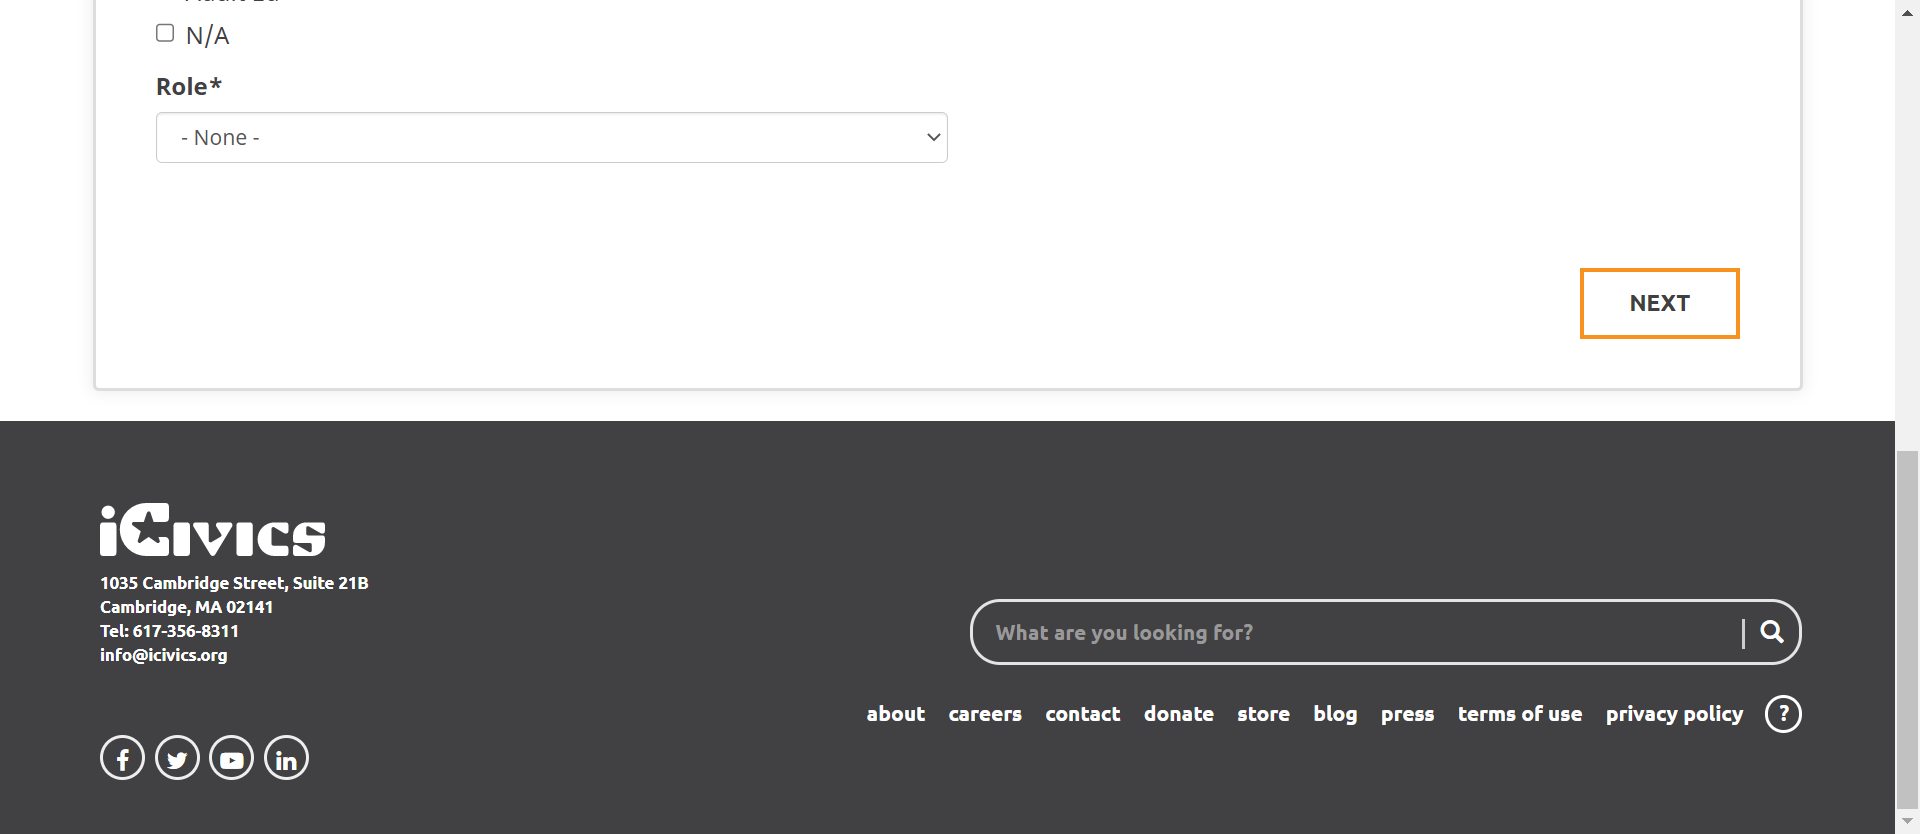 N/A
Role*
- None -
NEXT
iCivics
1035 Cambridge Street, Suite 21B
Cambridge, MA 02141
Tel: 617-356-8311
info@icivics.org
What are you looking for?
about careers contact donate store blog press terms of use privacy policy ?